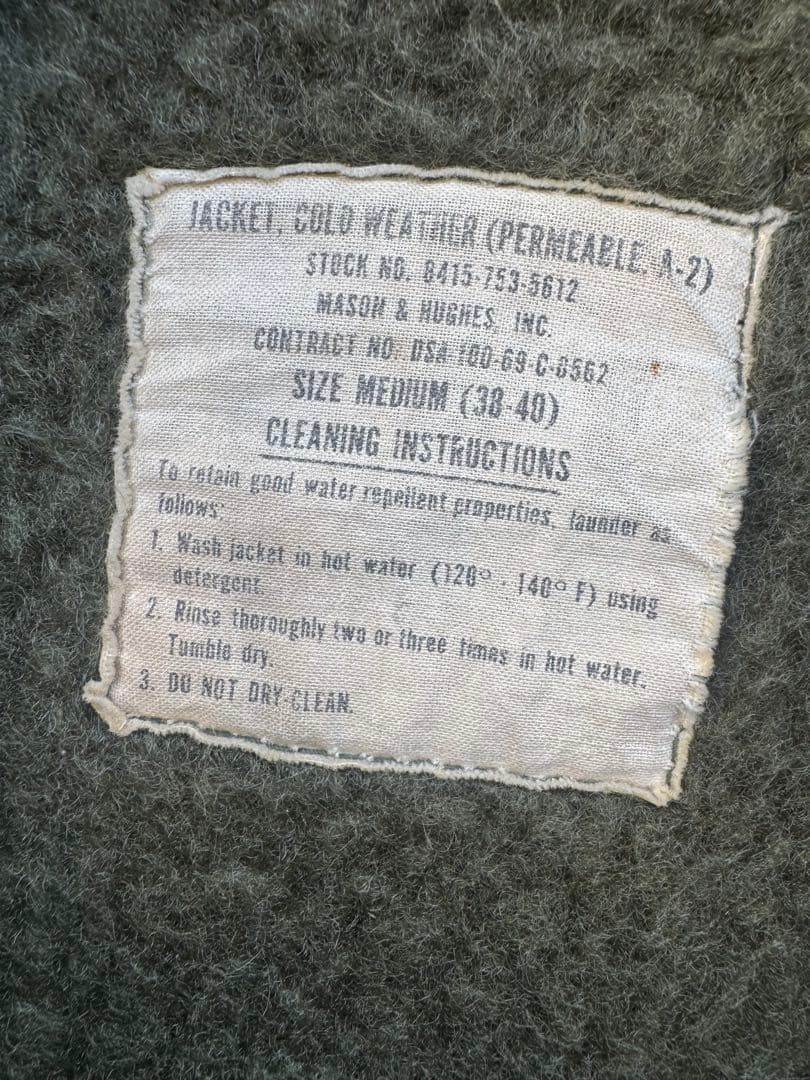 JACKET, COLD WEATHER (PERMEABLE, A-2)
STOCK NO. 8415-753-5612
MASON & HUGHES, INC.
CONTRACT NO. DSA-100-69-C-0562
SIZE MEDIUM (38-40)
CLEANING INSTRUCTIONS
To retain good water repellent properties, launder as
follows:
1. Wash jacket in hot water (120° - 140° F) using
detergent.
2. Rinse thoroughly two or three times in hot water.
Tumble dry.
3. DO NOT DRY-CLEAN.